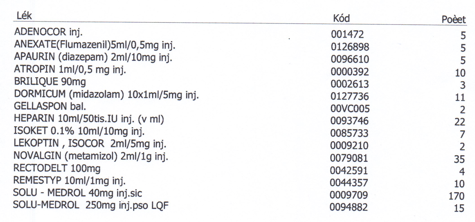 Lék Kód Poèet
ADENOCOR inj. 001472 5
ANEXATE(Flumazenil)5ml/0,5mg inj. 0126898 5
APAURIN (diazepam) 2ml/10mg inj. 0096610 5
ATROPIN 1ml/0,5 mg inj. 0000392 10
BRILIQUE 90mg 0002613 3
DORMICUM (midazolam) 10x1ml/5mg inj. 0127736 11
GELLASPON bal. 00VC005 2
HEPARIN 10ml/50tis.IU inj. (v ml) 0093746 22
ISOKET 0.1% 10ml/10mg inj. 0085733 7
LEKOPTIN , ISOCOR 2ml/5mg inj. 0009210 2
NOVALGIN (metamizol) 2ml/1g inj. 0079081 35
RECTODELT 100mg 0042591 4
REMESTYP 10ml/1mg inj. 0044357 10
SOLU - MEDROL 40mg inj.sic 0009709 170
SOLU-MEDROL 250mg inj.pso LQF 0094882 15